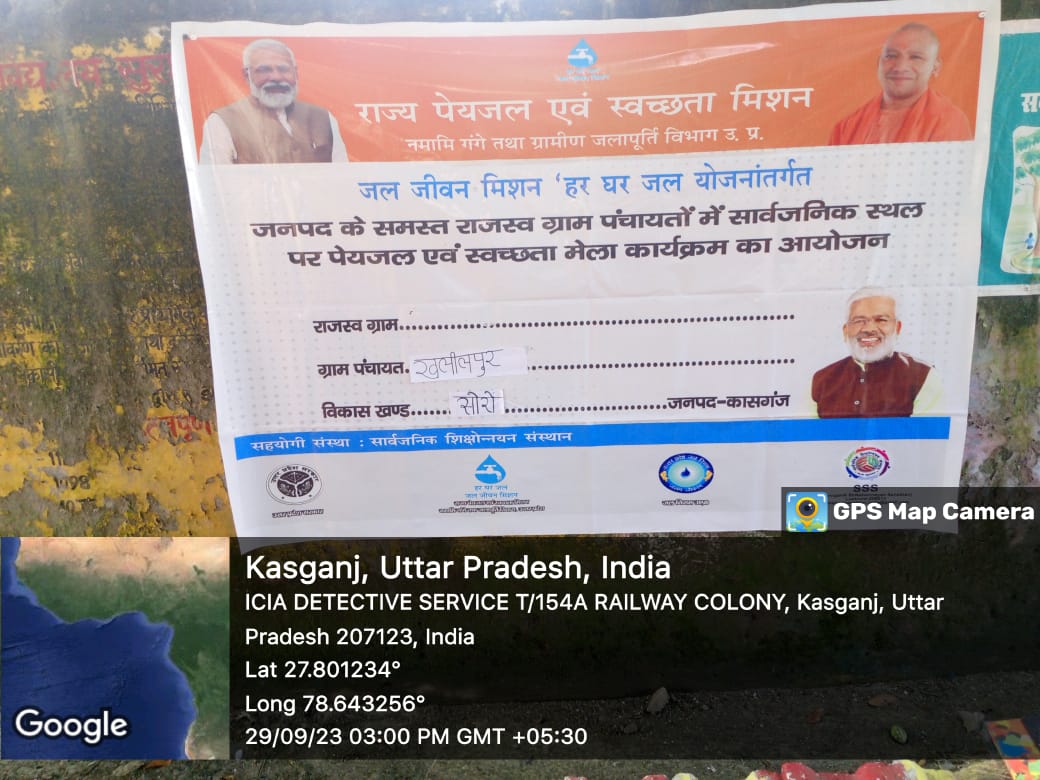 राज्य पेयजल एवं स्वच्छता मिशन
नमामि गंगे तथा ग्रामीण जलापूर्ति विभाग उ. प्र.
जल जीवन मिशन 'हर घर जल योजनांतर्गत
जनपद के समस्त राजस्व ग्राम पंचायतों में सार्वजनिक स्थल
पर पेयजल एवं स्वच्छता मेला कार्यक्रम का आयोजन
राजस्व ग्राम................................................
ग्राम पंचायत. खलीलपुर ................................
विकास खण्ड....... सोरो .........................जनपद-कासगंज
सहयोगी संस्था : सार्वजनिक शिक्षोन्नयन संस्थान
हर घर जल
जल जीवन मिशन
उत्तर प्रदेश सरकार
SSS
GPS Map Camera
Kasganj, Uttar Pradesh, India
ICIA DETECTIVE SERVICE T/154A RAILWAY COLONY, Kasganj, Uttar
Pradesh 207123, India
Lat 27.801234°
Long 78.643256°
29/09/23 03:00 PM GMT +05:30
Google